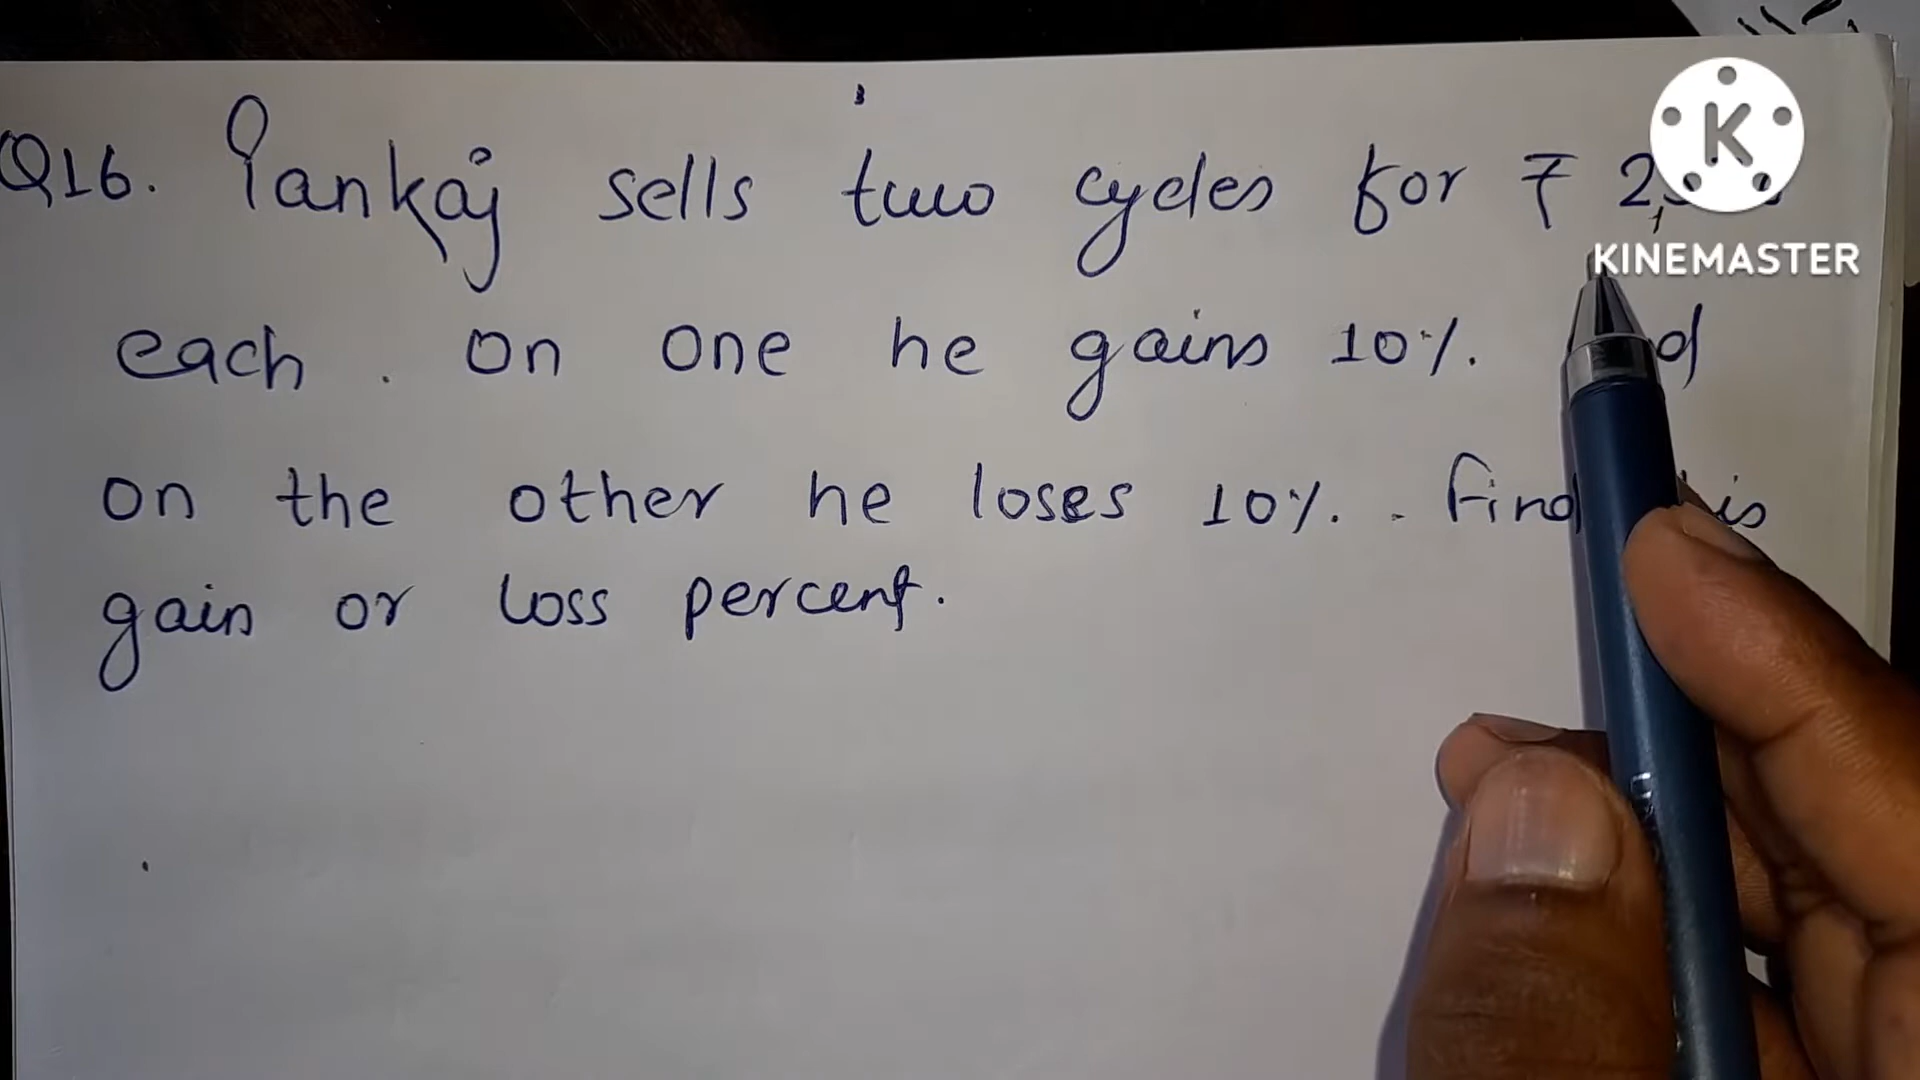 Q16. Pankaj sells two cycles for ₹
KINEMASTER
each. On one he gains 10%.
on the other he loses 10%. Find his
gain or loss percent.